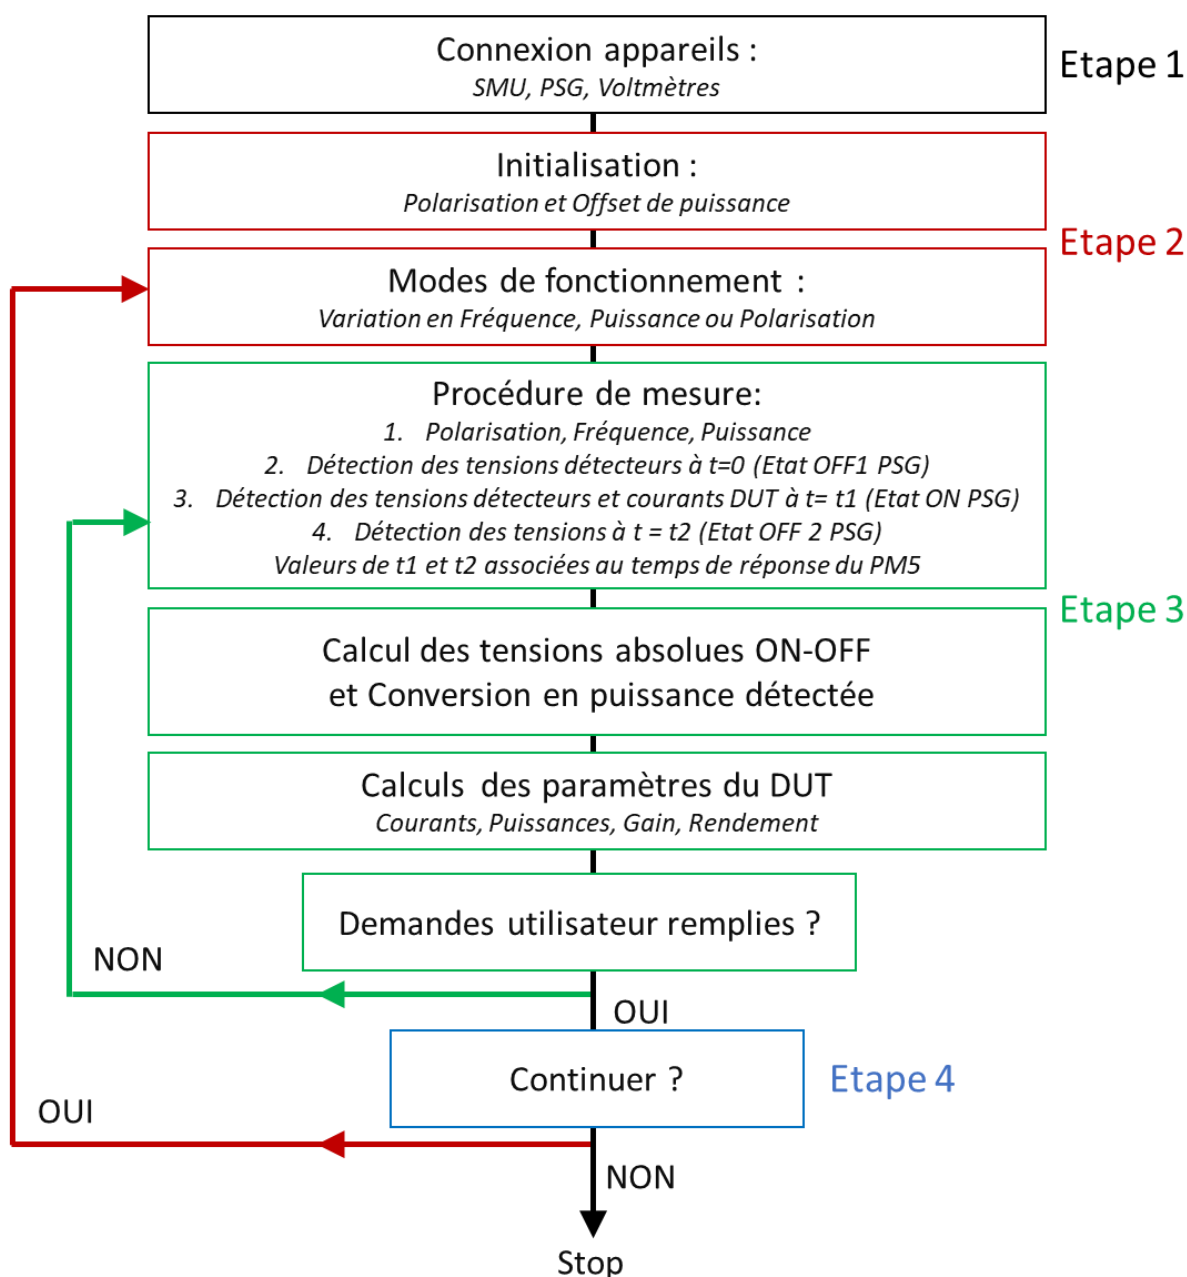 Connexion appareils :
SMU, PSG, Voltmètres
Etape 1
Initialisation :
Polarisation et Offset de puissance
Etape 2
Modes de fonctionnement :
Variation en Fréquence, Puissance ou Polarisation
Procédure de mesure:
1. Polarisation, Fréquence, Puissance
2. Détection des tensions détecteurs à t=0 (Etat OFF1 PSG)
3. Détection des tensions détecteurs et courants DUT à t= t1 (Etat ON PSG)
4. Détection des tensions à t = t2 (Etat OFF 2 PSG)
Valeurs de t1 et t2 associées au temps de réponse du PM5
Etape 3
Calcul des tensions absolues ON-OFF
et Conversion en puissance détectée
Calculs des paramètres du DUT
Courants, Puissances, Gain, Rendement
Demandes utilisateur remplies ?
NON
OUI
Continuer ?
Etape 4
OUI
NON
Stop